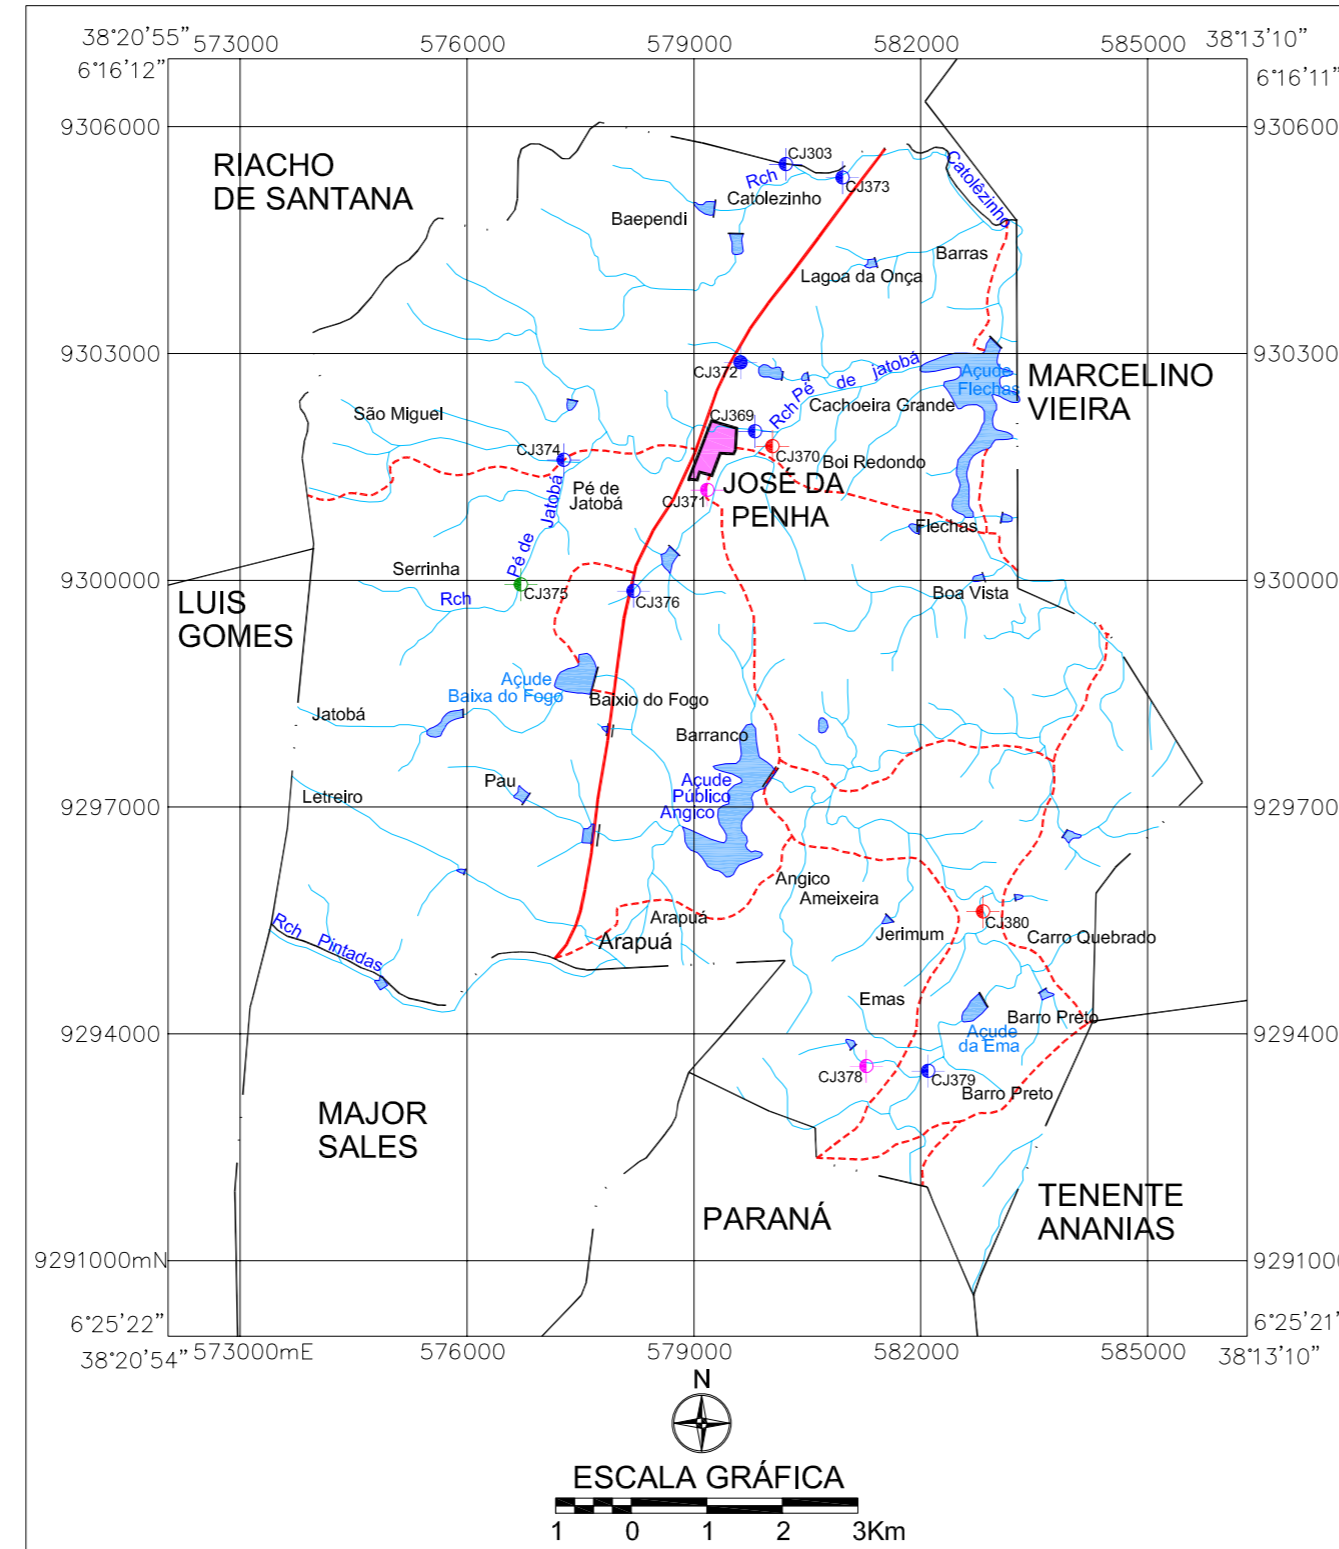 38°20'55" 573000 576000 579000 582000 585000 38°13'10"
6°16'12" 6°16'11"
9306000 930600
RIACHO
DE SANTANA
CJ303
Rch
CJ373
Catolêzinho
Catolezinho
Baependi
Barras
Lagoa da Onça
9303000 930300
CJ372
Rch Pé de jatobá
Açude
Flechas
MARCELINO
VIEIRA
São Miguel
CJ369
Cachoeira Grande
CJ374
CJ370
Boi Redondo
Pé de
Jatobá
CJ371
JOSÉ DA
PENHA
Flechas
Serrinha
Rch Pé de Jatobá
9300000 930000
CJ375
CJ376
Boa Vista
LUIS
GOMES
Açude
Baixa do Fogo
Baixio do Fogo
Jatobá
Barranco
Pau
Açude
Público
Angico
Letreiro
9297000 929700
Angico
Ameixeira
Arapuá
Arapuá
Jerimum
CJ380
Carro Quebrado
Rch Pintadas
Emas
Barro Preto
Açude
da Ema
9294000 929400
CJ378
CJ379
Barro Preto
MAJOR
SALES
PARANÁ
TENENTE
ANANIAS
9291000mN 929100
6°25'22" 6°25'21"
38°20'54" 573000mE 576000 579000 582000 585000 38°13'10"
N
ESCALA GRÁFICA
1 0 1 2 3Km